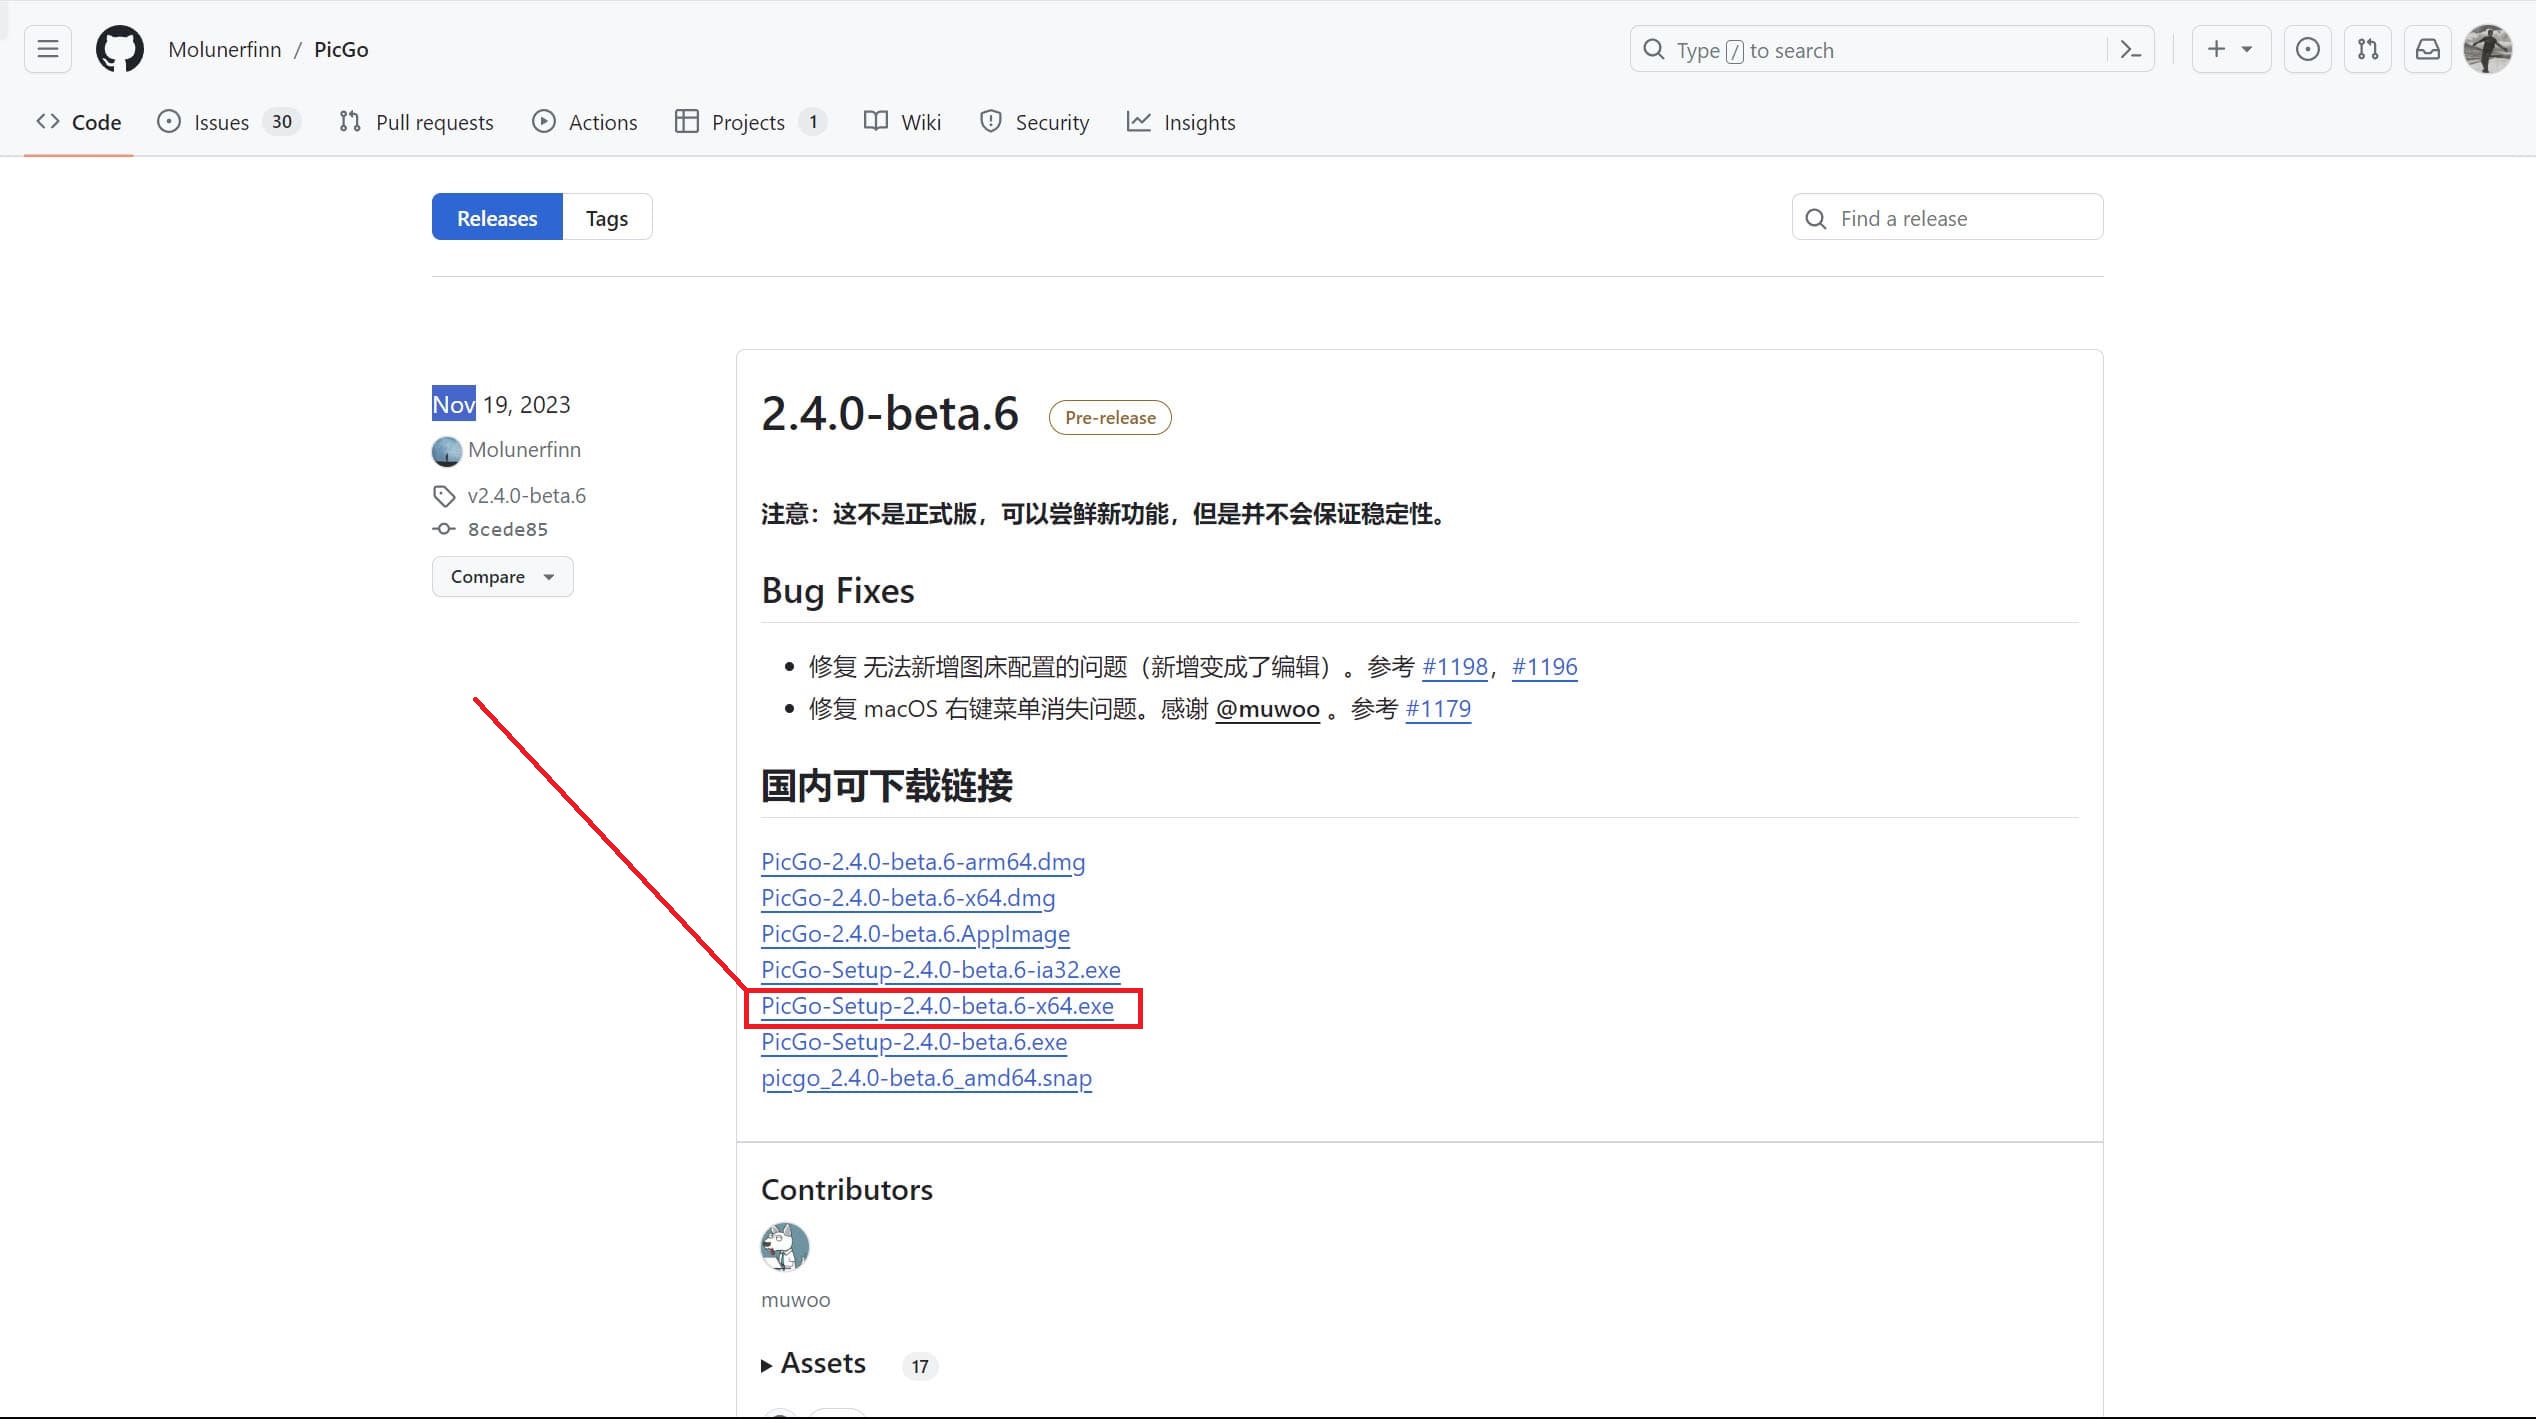 Molunerfinn / PicGo
Type / to search
Code
Issues 30
Pull requests
Actions
Projects 1
Wiki
Security
Insights
Releases
Tags
Find a release
Nov 19, 2023
Molunerfinn
v2.4.0-beta.6
8cede85
Compare
2.4.0-beta.6 Pre-release
注意：这不是正式版，可以尝鲜新功能，但是并不会保证稳定性。
Bug Fixes
修复 无法新增图床配置的问题（新增变成了编辑）。参考 #1198，#1196
修复 macOS 右键菜单消失问题。感谢 @muwoo 。参考 #1179
国内可下载链接
PicGo-2.4.0-beta.6-arm64.dmg
PicGo-2.4.0-beta.6-x64.dmg
PicGo-2.4.0-beta.6.AppImage
PicGo-Setup-2.4.0-beta.6-ia32.exe
PicGo-Setup-2.4.0-beta.6-x64.exe
PicGo-Setup-2.4.0-beta.6.exe
picgo_2.4.0-beta.6_amd64.snap
Contributors
muwoo
Assets 17